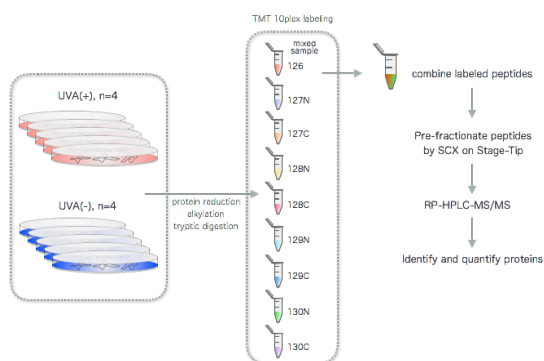 TMT 10plex labeling
mixed
sample
126
127N
127C
128N
128C
129N
129C
130N
130C
UVA(+), n=4
UVA(-), n=4
protein reduction
alkylation
tryptic digestion
combine labeled peptides
Pre-fractionate peptides
by SCX on Stage-Tip
RP-HPLC-MS/MS
Identify and quantify proteins